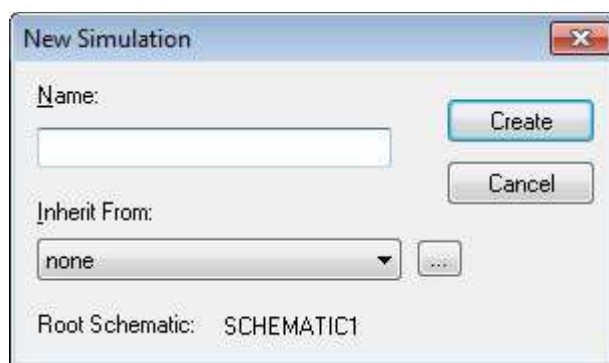 New Simulation
Name:
Create
Cancel
Inherit From:
none
...
Root Schematic: SCHEMATIC1